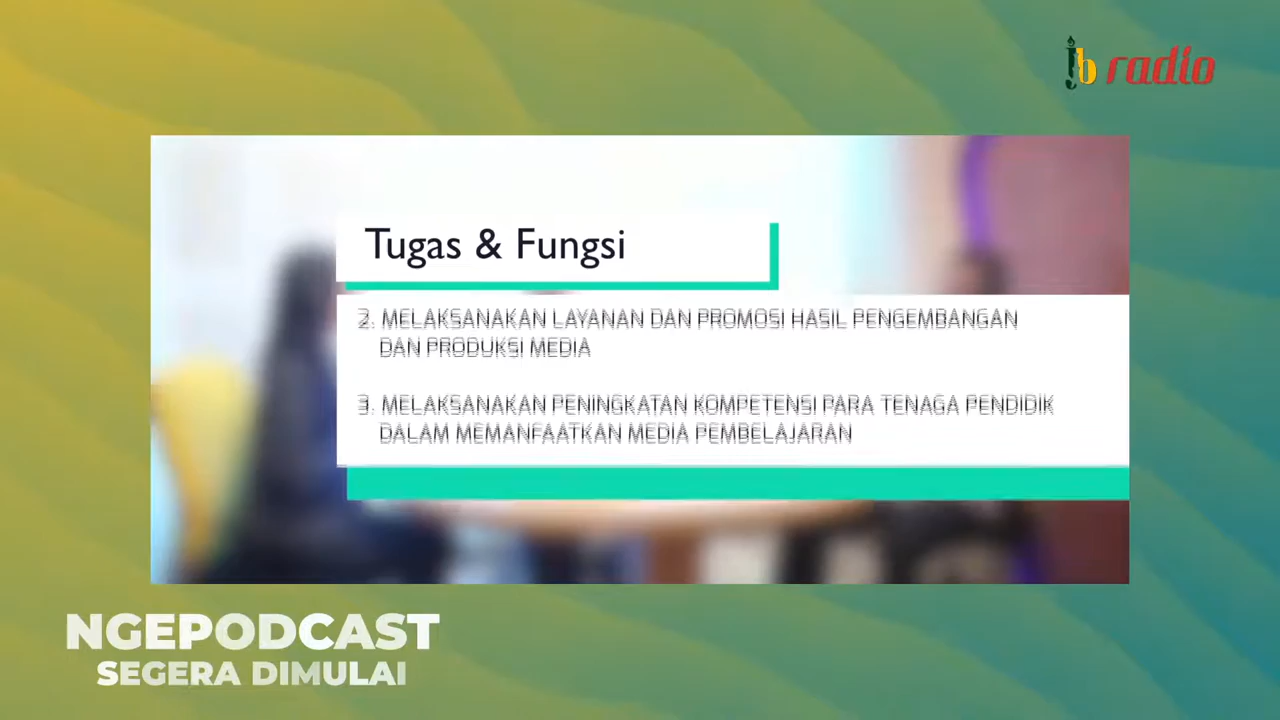 jb radio
Tugas & Fungsi
2. MELAKSANAKAN LAYANAN DAN PROMOSI HASIL PENGEMBANGAN
DAN PRODUKSI MEDIA
3. MELAKSANAKAN PENINGKATAN KOMPETENSI PARA TENAGA PENDIDIK
DALAM MEMANFAATKAN MEDIA PEMBELAJARAN
NGEPODCAST
SEGERA DIMULAI